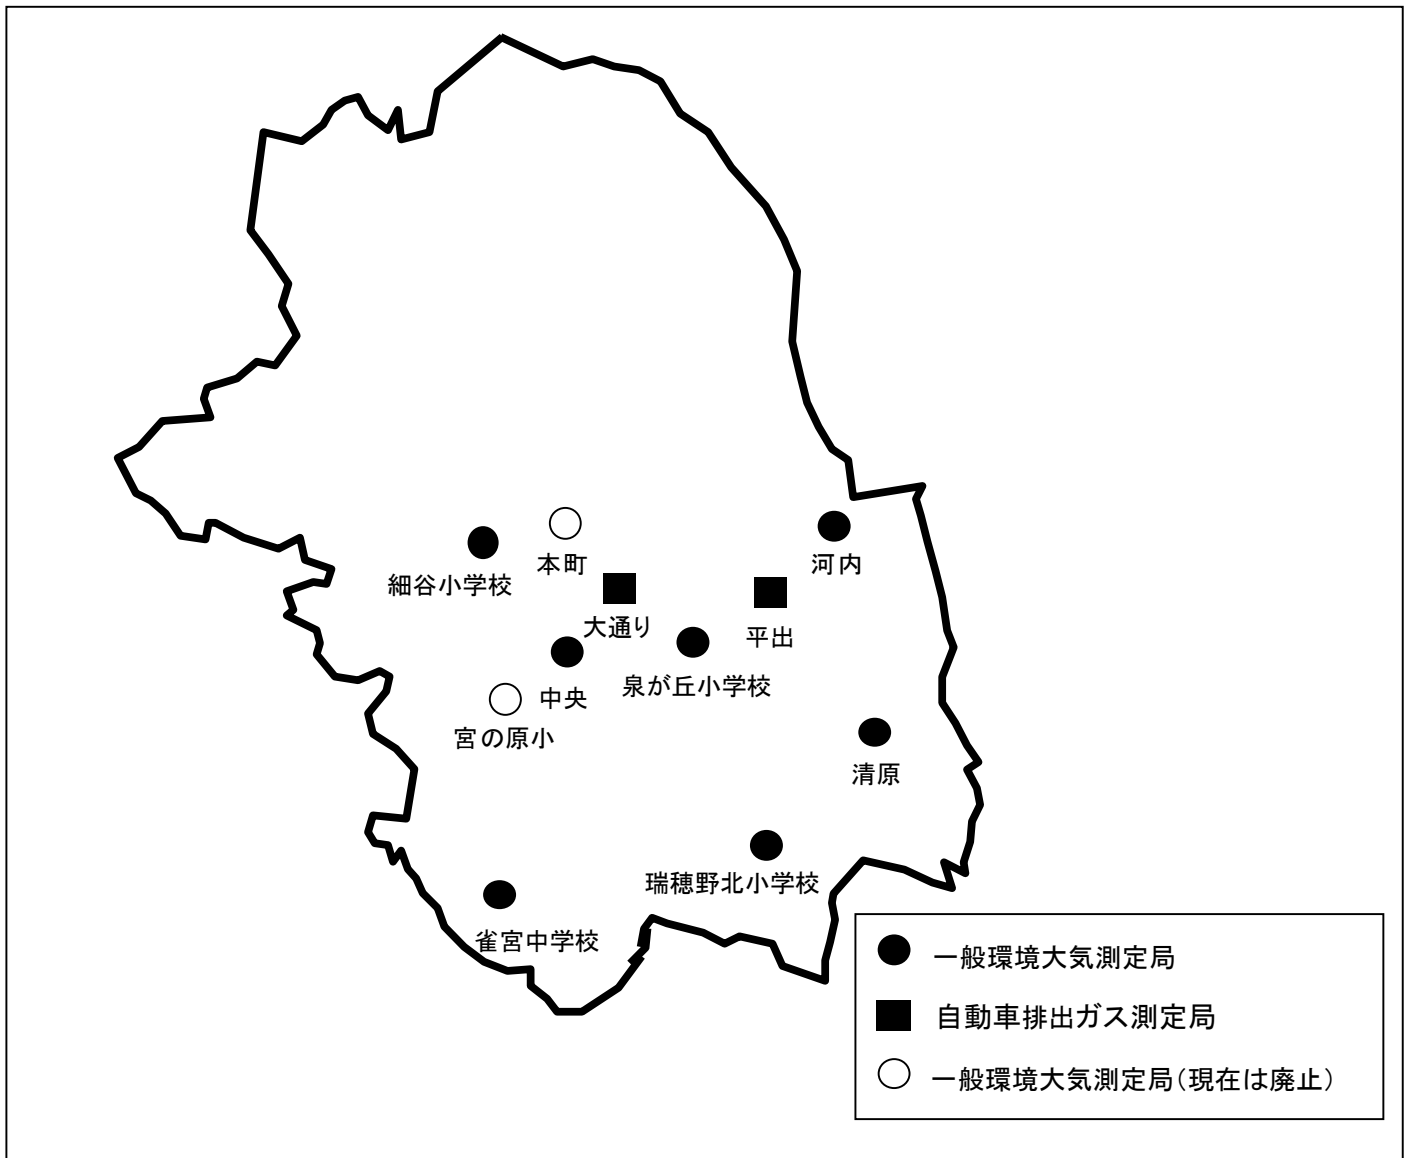 本町
河内
細谷小学校
大通り
平出
泉が丘小学校
中央
宮の原小
清原
瑞穂野北小学校
雀宮中学校
一般環境大気測定局
自動車排出ガス測定局
一般環境大気測定局（現在は廃止）